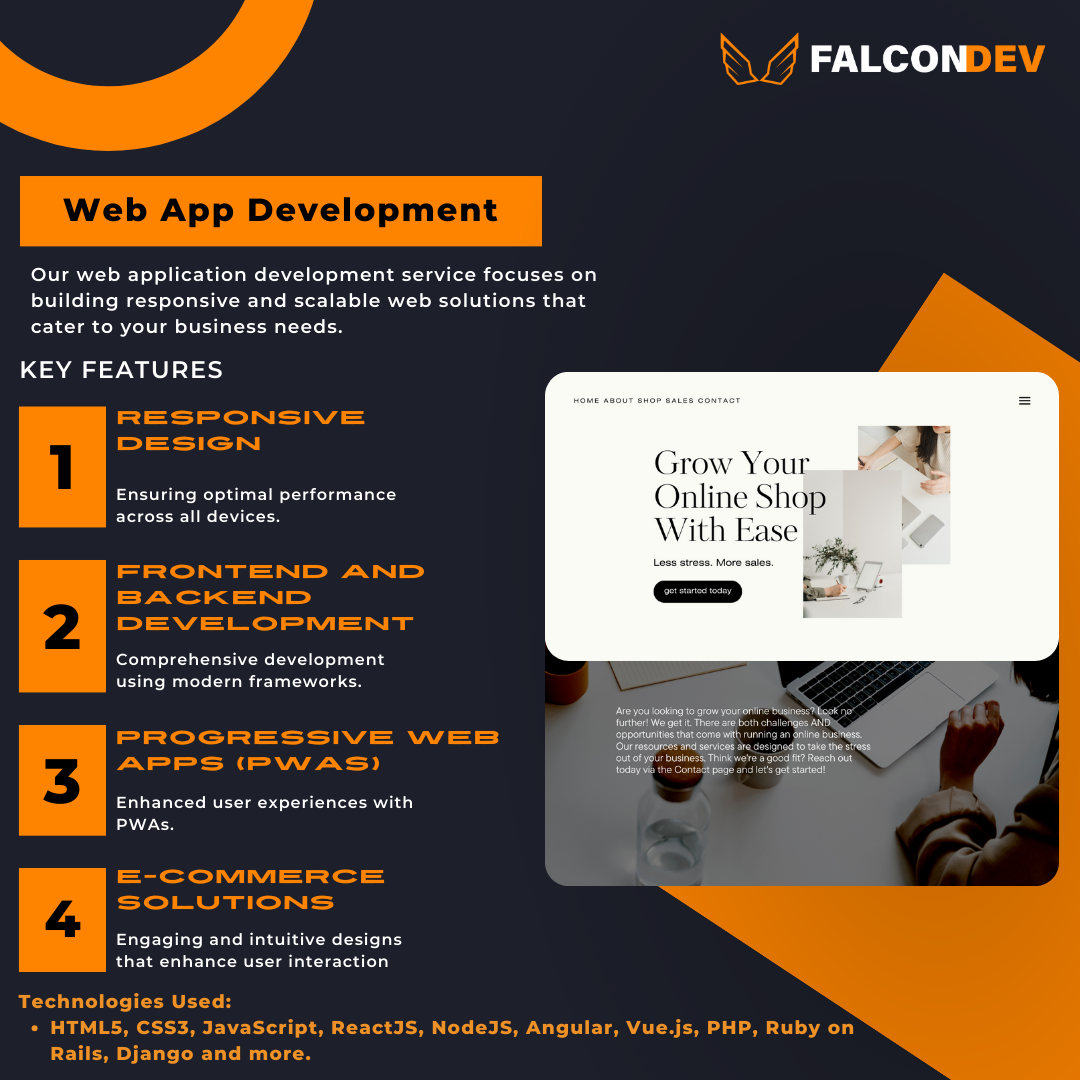 FALCONDEV
Web App Development
Our web application development service focuses on
building responsive and scalable web solutions that
cater to your business needs.
KEY FEATURES
1
RESPONSIVE
DESIGN
Ensuring optimal performance
across all devices.
2
FRONTEND AND
BACKEND
DEVELOPMENT
Comprehensive development
using modern frameworks.
3
PROGRESSIVE WEB
APPS (PWAS)
Enhanced user experiences with
PWAs.
4
E-COMMERCE
SOLUTIONS
Engaging and intuitive designs
that enhance user interaction
HOME ABOUT SHOP SALES CONTACT
Grow Your
Online Shop
With Ease
Less stress. More sales.
get started today
Are you looking to grow your online business? Look no
further! We get it. There are both challenges AND
opportunities that come with running an online business.
Our resources and services are designed to take the stress
out of your business. Think we're a good fit? Reach out
today via the Contact page and let's get started!
Technologies Used:
• HTML5, CSS3, JavaScript, ReactJS, NodeJS, Angular, Vue.js, PHP, Ruby on
Rails, Django and more.